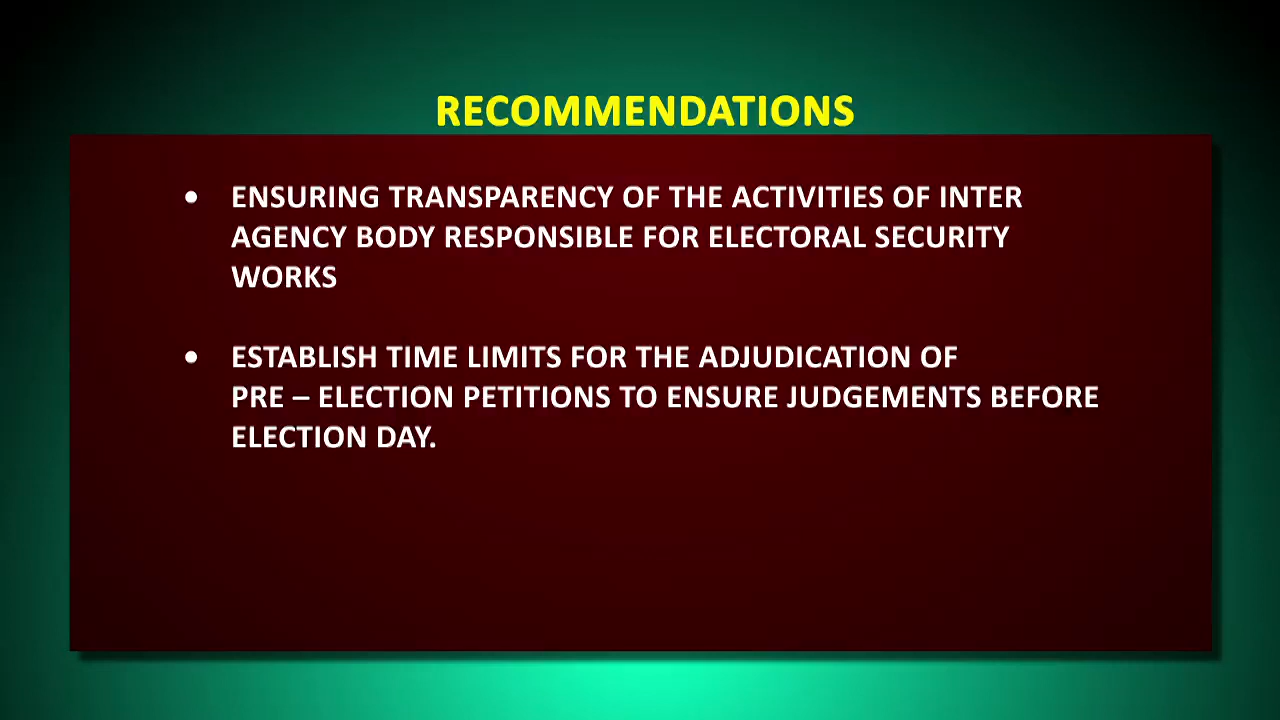 RECOMMENDATIONS
• ENSURING TRANSPARENCY OF THE ACTIVITIES OF INTER
AGENCY BODY RESPONSIBLE FOR ELECTORAL SECURITY
WORKS
• ESTABLISH TIME LIMITS FOR THE ADJUDICATION OF
PRE – ELECTION PETITIONS TO ENSURE JUDGEMENTS BEFORE
ELECTION DAY.